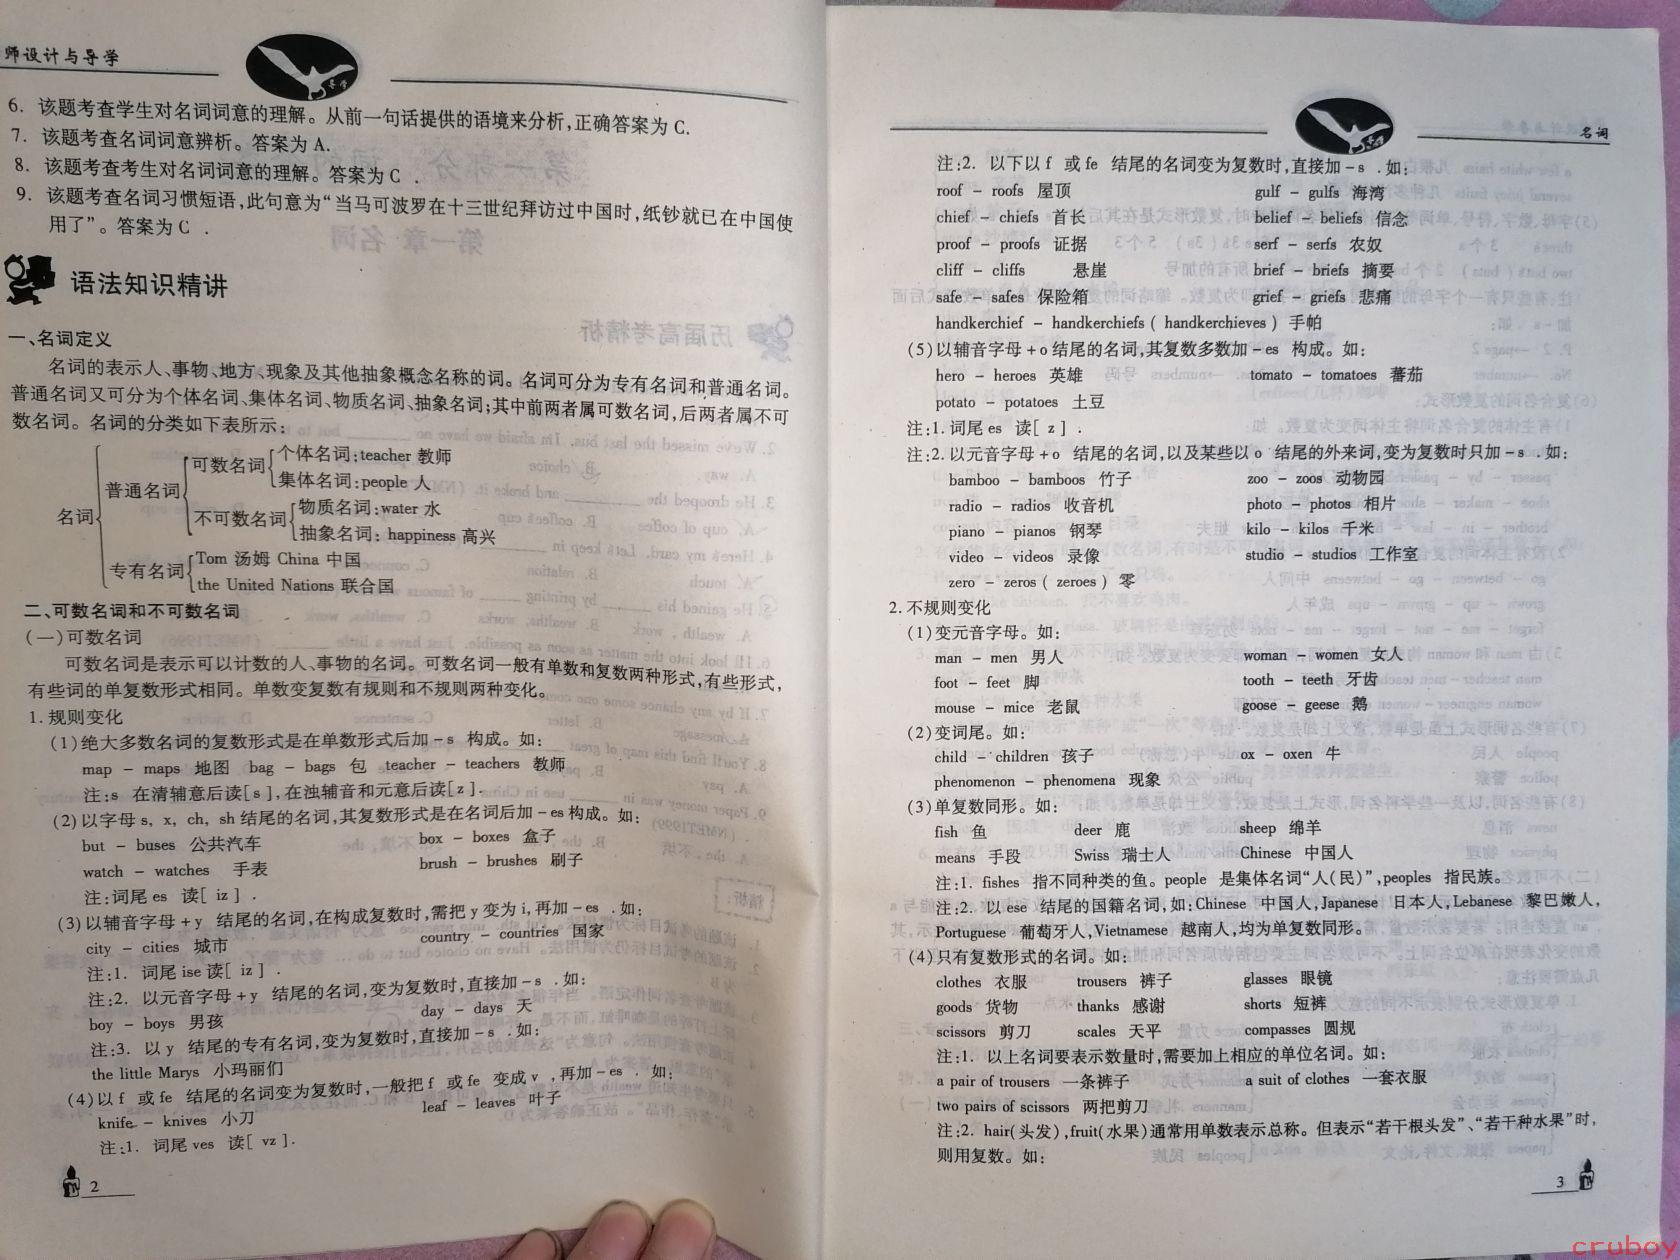 师设计与导学
导学
6. 该题考查学生对名词词意的理解。从前一句话提供的语境来分析,正确答案为 C.
7. 该题考查名词词意辨析。答案为 A.
8. 该题考查考生对名词词意的理解。答案为 C .
9. 该题考查名词习惯短语,此句意为“当马可波罗在十三世纪拜访过中国时,纸钞就已在中国使
用了”。答案为 C .
语法知识精讲
一、名词定义
名词的表示人、事物、地方、现象及其他抽象概念名称的词。名词可分为专有名词和普通名词。
普通名词又可分为个体名词、集体名词、物质名词、抽象名词;其中前两者属可数名词,后两者属不可
数名词。名词的分类如下表所示:
个体名词:teacher 教师
可数名词
集体名词:people 人
普通名词
物质名词:water 水
名词
不可数名词
抽象名词: happiness 高兴
Tom 汤姆 China 中国
专有名词
the United Nations 联合国
二、可数名词和不可数名词
(一)可数名词
可数名词是表示可以计数的人、事物的名词。可数名词一般有单数和复数两种形式,有些形式,
有些词的单复数形式相同。单数变复数有规则和不规则两种变化。
1. 规则变化
(1)绝大多数名词的复数形式是在单数形式后加-s 构成。如:
map - maps 地图 bag - bags 包 teacher - teachers 教师
注:s 在清辅意后读[s],在浊辅音和元意后读[z].
(2)以字母 s, x, ch, sh 结尾的名词,其复数形式是在名词后加-es 构成。如:
but - buses 公共汽车 box - boxes 盒子
watch - watches 手表 brush - brushes 刷子
注:词尾 es 读[ iz ] .
(3)以辅音字母+y 结尾的名词,在构成复数时,需把 y 变为 i,再加-es .如:
city - cities 城市 country - countries 国家
注:1. 词尾 ise 读[ iz ] .
注:2. 以元音字母+y 结尾的名词,变为复数时,直接加-s .如:
boy - boys 男孩 day - days 天
注:3. 以 y 结尾的专有名词,变为复数时,直接加-s .如:
the little Marys 小玛丽们
(4)以 f 或 fe 结尾的名词变为复数时,一般把 f 或 fe 变成 v ,再加-es . 如:
knife - knives 小刀 leaf - leaves 叶子
注:1. 词尾 ves 读[ vz ].
2
名词
导学
注:2. 以下以 f 或 fe 结尾的名词变为复数时,直接加-s .如:
roof - roofs 屋顶 gulf - gulfs 海湾
chief - chiefs 首长 belief - beliefs 信念
proof - proofs 证据 serf - serfs 农奴
cliff - cliffs 悬崖 brief - briefs 摘要
safe - safes 保险箱 grief - griefs 悲痛
handkerchief - handkerchiefs ( handkerchieves ) 手帕
(5)以辅音字母+o 结尾的名词,其复数多数加-es 构成。如:
hero - heroes 英雄 tomato - tomatoes 蕃茄
potato - potatoes 土豆
注:1. 词尾 es 读[ z ] .
注:2. 以元音字母+o 结尾的名词,以及某些以 o 结尾的外来词,变为复数时只加-s .如:
bamboo - bamboos 竹子 zoo - zoos 动物园
radio - radios 收音机 photo - photos 相片
piano - pianos 钢琴 kilo - kilos 千米
video - videos 录像 studio - studios 工作室
zero - zeros ( zeroes ) 零
2. 不规则变化
(1)变元音字母。如:
man - men 男人 woman - women 女人
foot - feet 脚 tooth - teeth 牙齿
mouse - mice 老鼠 goose - geese 鹅
(2)变词尾。如:
child - children 孩子 ox - oxen 牛
phenomenon - phenomena 现象
(3)单复数同形。如:
fish 鱼 deer 鹿 sheep 绵羊
means 手段 Swiss 瑞士人 Chinese 中国人
注:1. fishes 指不同种类的鱼。people 是集体名词“人(民)”,peoples 指民族。
注:2. 以 ese 结尾的国籍名词,如:Chinese 中国人,Japanese 日本人,Lebanese 黎巴嫩人,
Portuguese 葡萄牙人,Vietnamese 越南人,均为单复数同形。
(4)只有复数形式的名词。如:
clothes 衣服 trousers 裤子 glasses 眼镜
goods 货物 thanks 感谢 shorts 短裤
scissors 剪刀 scales 天平 compasses 圆规
注:1. 以上名词要表示数量时,需要加上相应的单位名词。如:
a pair of trousers 一条裤子 a suit of clothes 一套衣服
two pairs of scissors 两把剪刀
注:2. hair(头发),fruit(水果)通常用单数表示总称。但表示“若干根头发”、“若干种水果”时,
则用复数。如:
3
cruboy